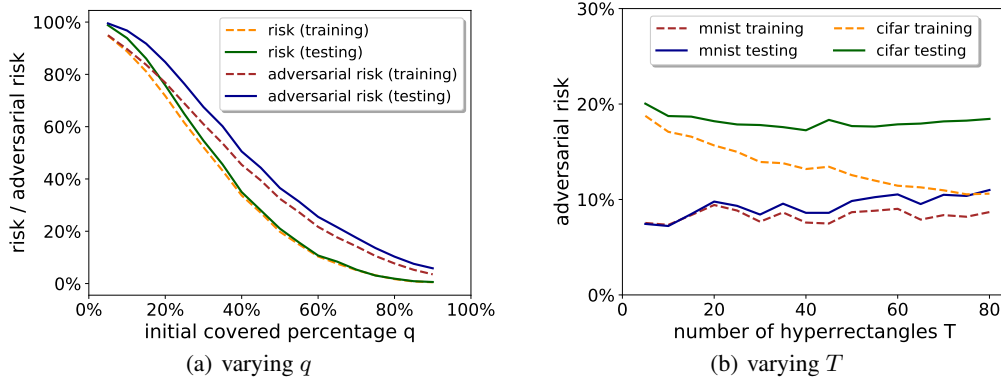 100%
80%
60%
40%
20%
0%
risk / adversarial risk
risk (training)
risk (testing)
adversarial risk (training)
adversarial risk (testing)
0% 20% 40% 60% 80% 100%
initial covered percentage q
(a) varying q
30%
20%
10%
0%
adversarial risk
mnist training cifar training
mnist testing cifar testing
0 20 40 60 80
number of hyperrectangles T
(b) varying T